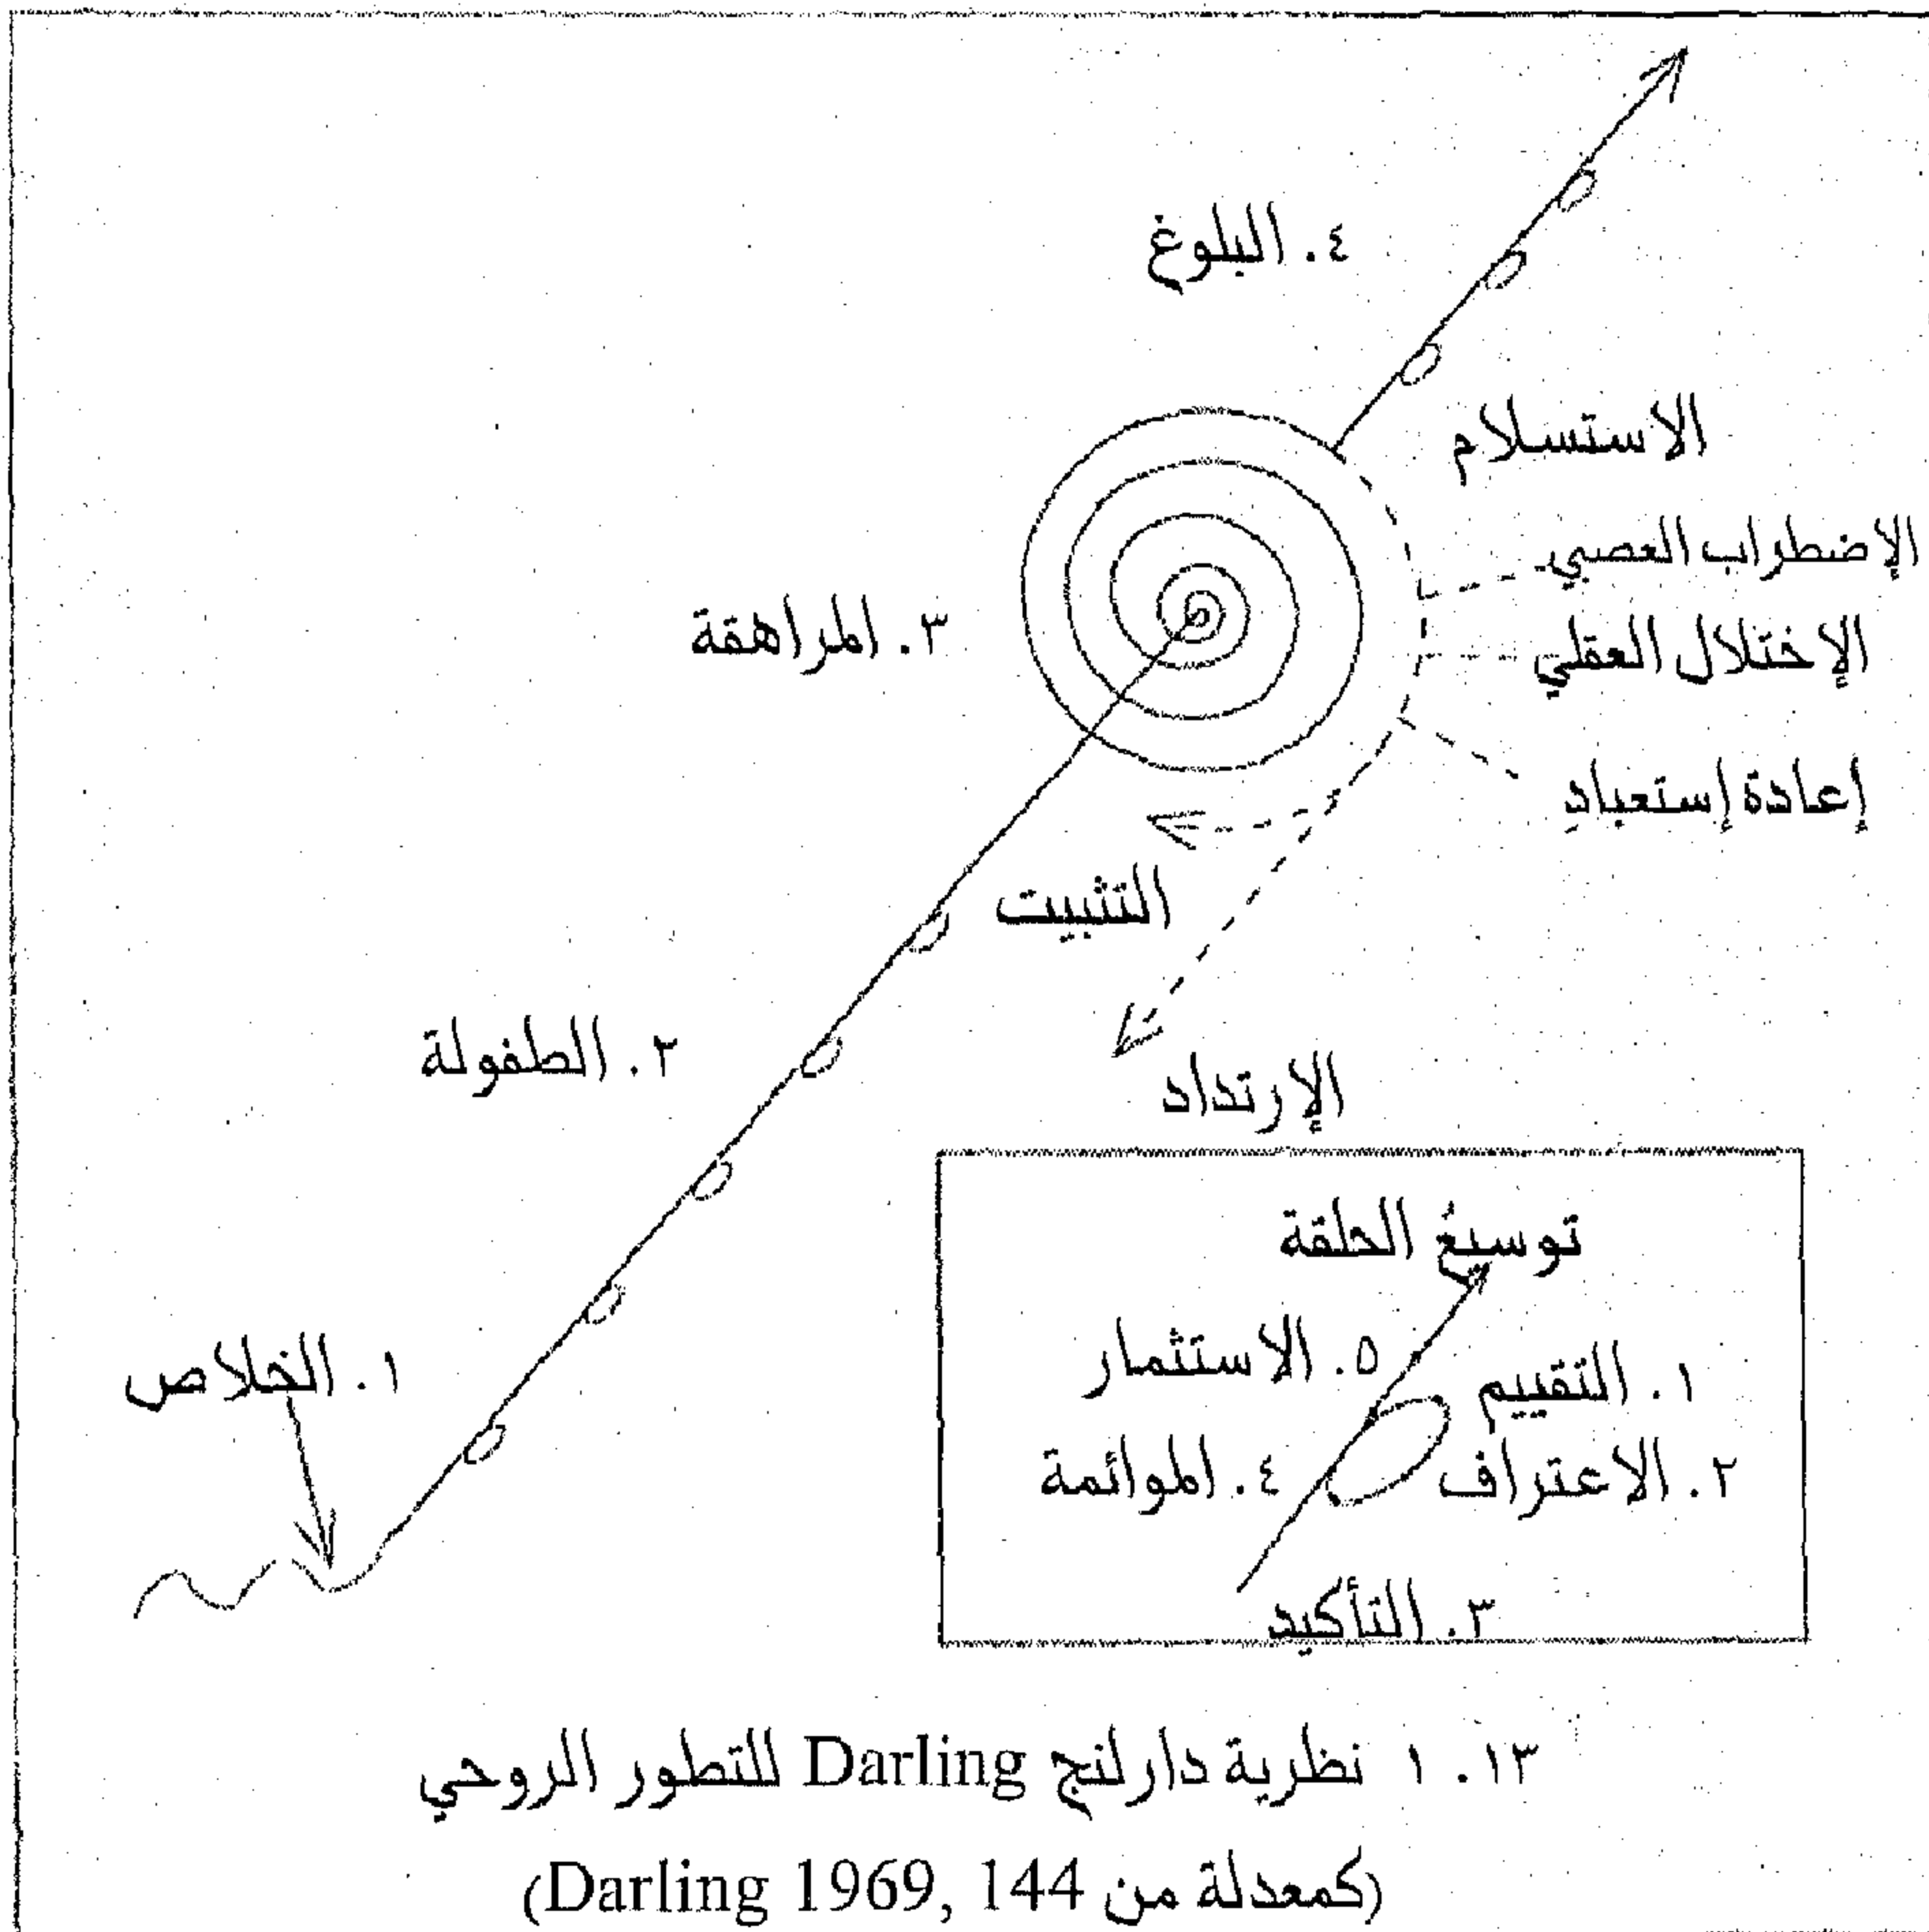 ٤. البلوغ
الاستسلام
الإضطراب العصبي
٣. المراهقة
الإختلال العقلي
إعادة إستعبادِ
التثبيت
٢. الطفولة
الإرتداد
توسيعُ الحلقة
١. الخلاص
٥. الاستثمار
١. التقييم
٤. الموائمة
٢. الاعتراف
٣. التأكيد
١٣. ١ نظرية دارلنج Darling للتطور الروحي
(كمعدلة من Darling 1969, 144)